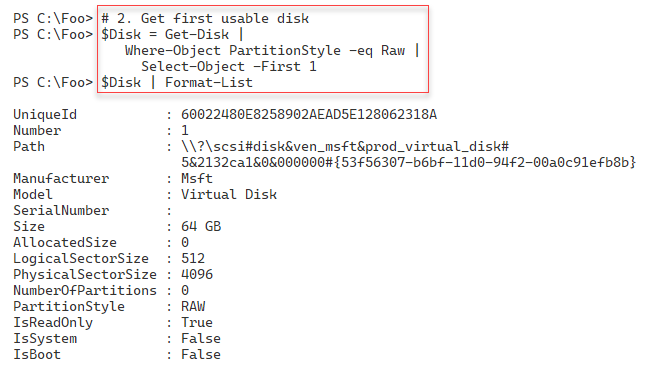 PS C:\Foo> # 2. Get first usable disk
PS C:\Foo> $Disk = Get-Disk |
Where-Object PartitionStyle -eq Raw |
Select-Object -First 1
PS C:\Foo> $Disk | Format-List
UniqueId : 60022480E8258902AEAD5E128062318A
Number : 1
Path : \\?\scsi#disk&ven_msft&prod_virtual_disk#
5&2132ca1&0&000000#{53f56307-b6bf-11d0-94f2-00a0c91efb8b}
Manufacturer : Msft
Model : Virtual Disk
SerialNumber :
Size : 64 GB
AllocatedSize : 0
LogicalSectorSize : 512
PhysicalSectorSize : 4096
NumberOfPartitions : 0
PartitionStyle : RAW
IsReadOnly : True
IsSystem : False
IsBoot : False